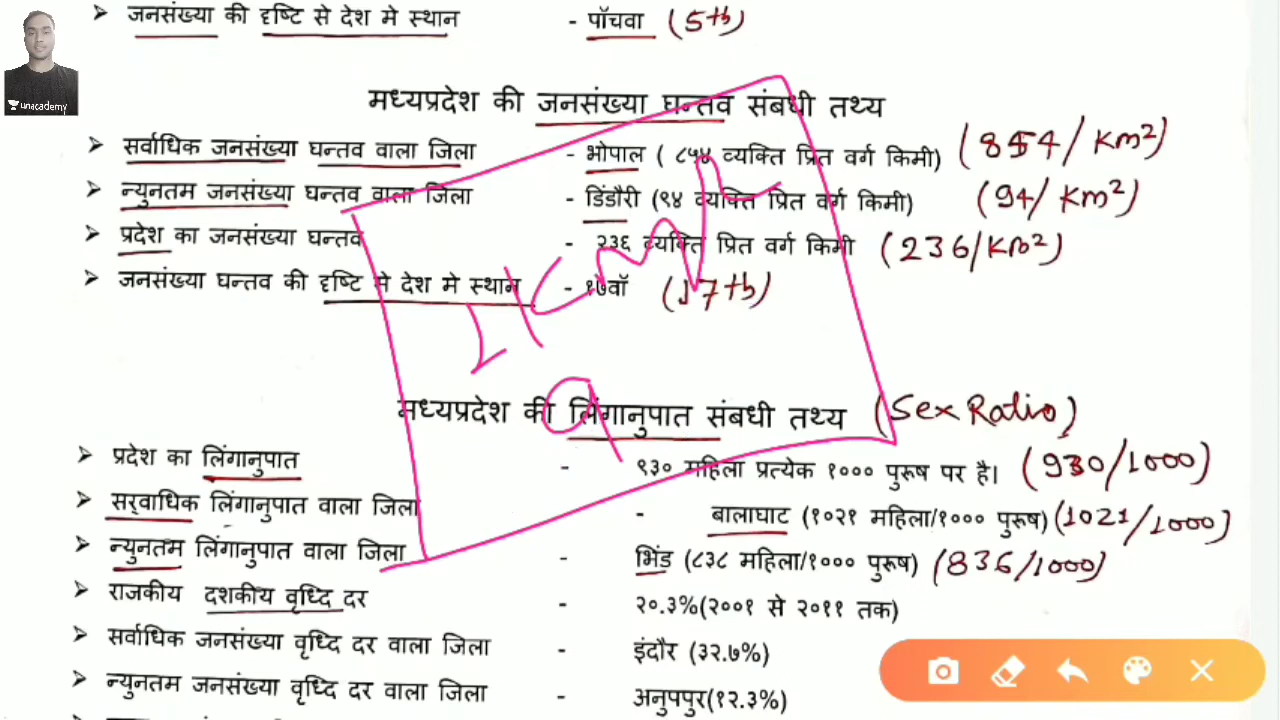 ➤ जनसंख्या की दृष्टि से देश मे स्थान - पॉचवा (5th)
unacademy
मध्यप्रदेश की जनसंख्या घन्तव संबधी तथ्य
➤ सर्वाधिक जनसंख्या घन्तव वाला जिला - भोपाल ( ८५४ व्यक्ति प्रित वर्ग किमी) (854/Km²)
➤ न्युनतम जनसंख्या घन्तव वाला जिला - डिंडौरी (९४ व्यक्ति प्रित वर्ग किमी) (94/Km²)
➤ प्रदेश का जनसंख्या घन्तव - २३६ व्यक्ति प्रित वर्ग किमी (236/Km²)
➤ जनसंख्या घन्तव की दृष्टि से देश मे स्थान - १७वॉ (17th)
मध्यप्रदेश की लिंगानुपात संबधी तथ्य (Sex Ratio)
➤ प्रदेश का लिंगानुपात - ९३० महिला प्रत्येक १००० पुरूष पर है। (930/1000)
➤ सर्वाधिक लिंगानुपात वाला जिला - बालाघाट (१०२१ महिला/१००० पुरूष) (1021/1000)
➤ न्युनतम लिंगानुपात वाला जिला - भिंड (८३८ महिला/१००० पुरूष) (836/1000)
➤ राजकीय दशकीय वृध्दि दर - २०.३%(२००१ से २०११ तक)
➤ सर्वाधिक जनसंख्या वृध्दि दर वाला जिला - इंदौर (३२.७%)
➤ न्युनतम जनसंख्या वृध्दि दर वाला जिला - अनुपपुर(१२.३%)